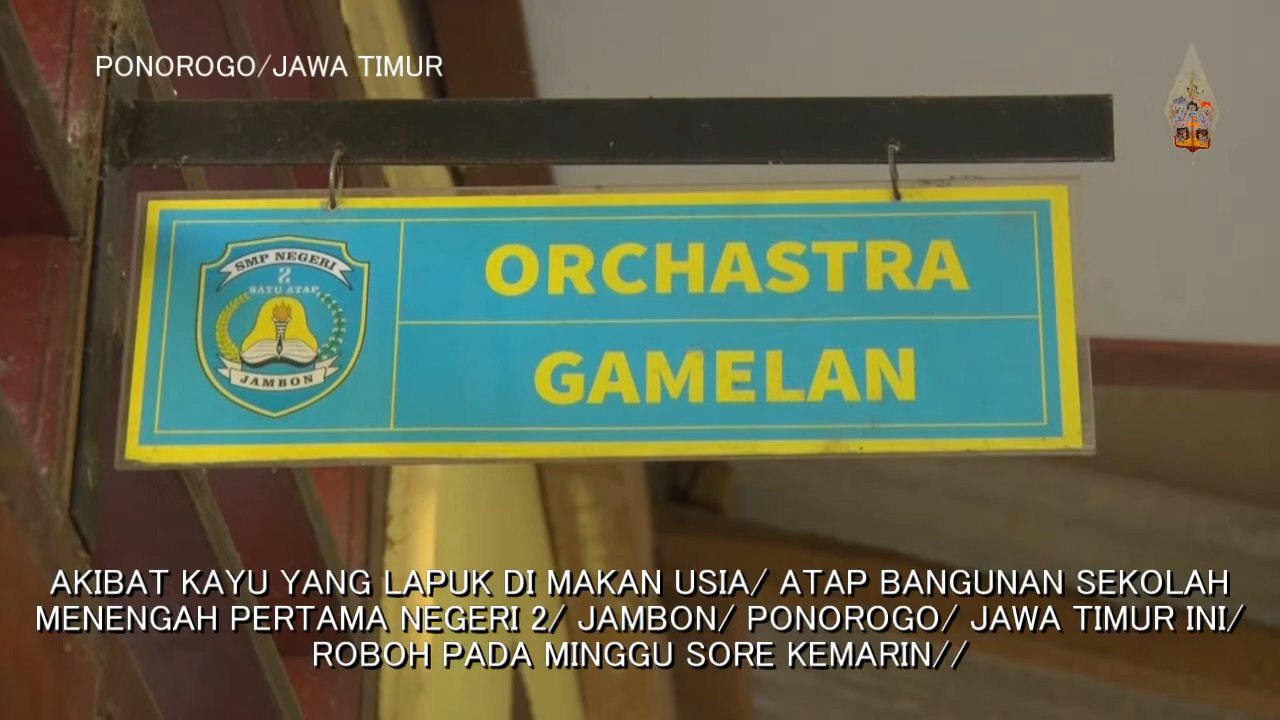 PONOROGO/JAWA TIMUR
SMP NEGERI
2
SATU ATAP
JAMBON
ORCHASTRA
GAMELAN
AKIBAT KAYU YANG LAPUK DI MAKAN USIA/ ATAP BANGUNAN SEKOLAH
MENENGAH PERTAMA NEGERI 2/ JAMBON/ PONOROGO/ JAWA TIMUR INI/
ROBOH PADA MINGGU SORE KEMARIN//